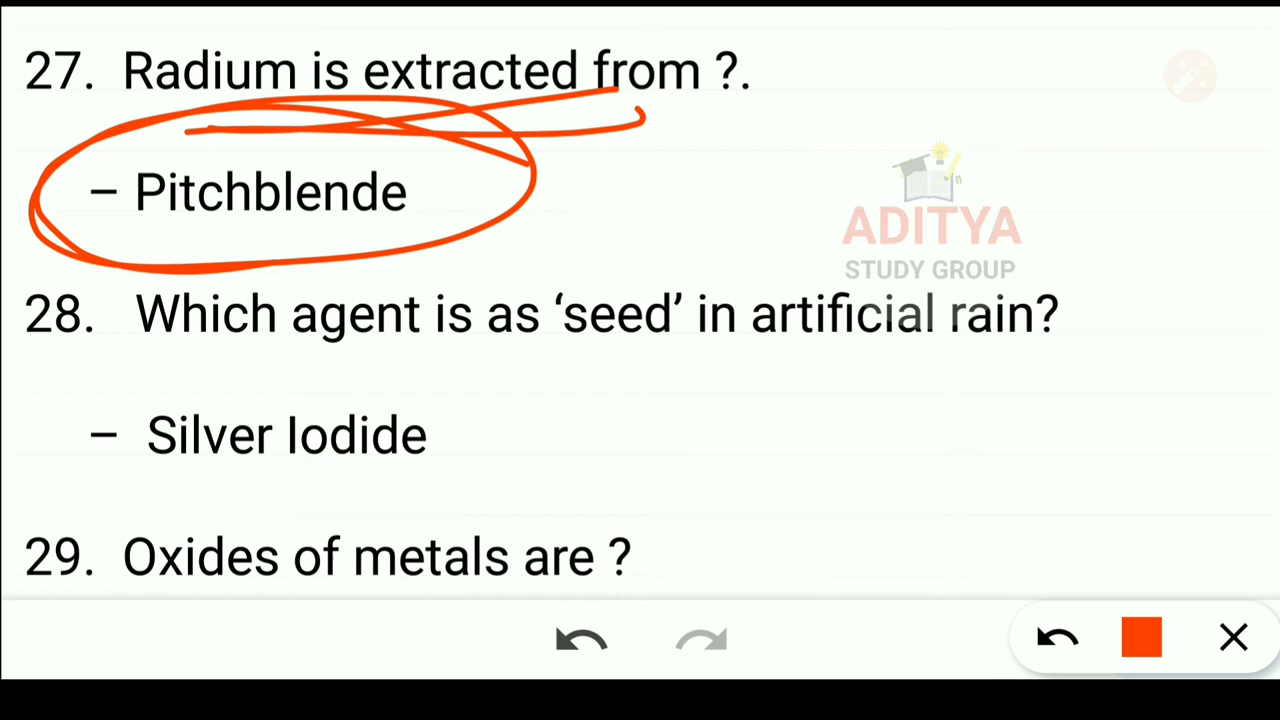 27. Radium is extracted from ?.
– Pitchblende
ADITYA
STUDY GROUP
28. Which agent is as ‘seed’ in artificial rain?
– Silver Iodide
29. Oxides of metals are ?